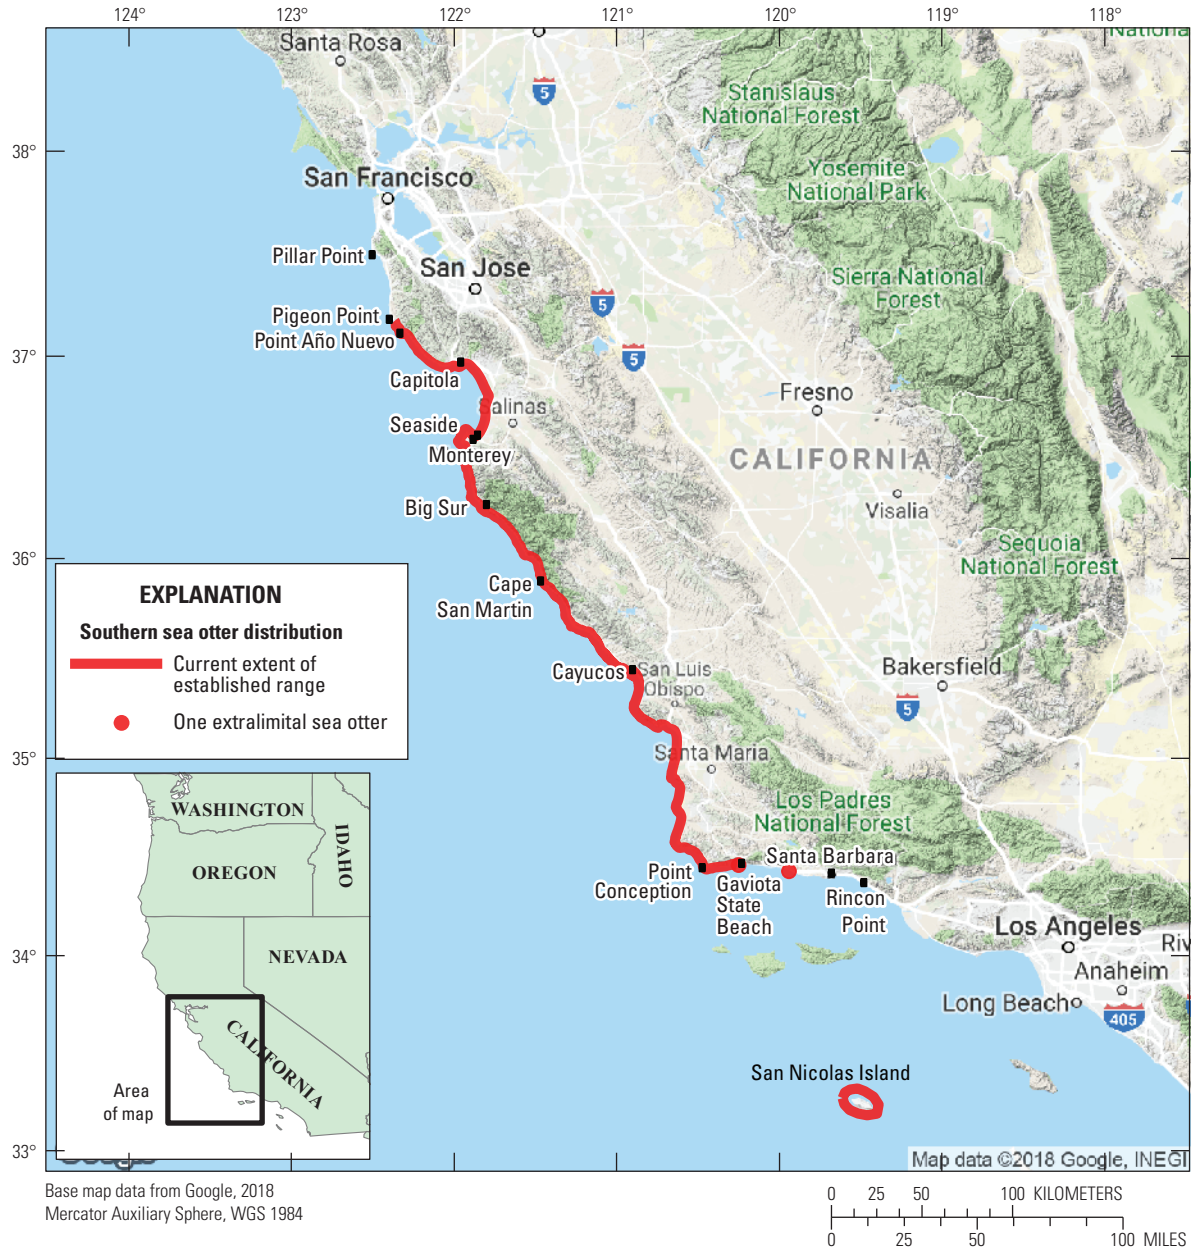 124°
123°
122°
121°
120°
119°
118°
38°
37°
36°
35°
34°
33°
Santa Rosa
5
Stanislaus
National Forest
Yosemite
National Park
San Francisco
Pillar Point
San Jose
Sierra National
Forest
5
Pigeon Point
Point Año Nuevo
5
Capitola
Fresno
Seaside
Salinas
Monterey
CALIFORNIA
Visalia
Big Sur
Sequoia
National Forest
Cape
San Martin
Cayucos
San Luis
Obispo
Bakersfield
5
Santa Maria
Los Padres
National Forest
Santa Barbara
Point
Conception
Gaviota
State
Beach
Rincon
Point
Los Angeles
Riv
Anaheim
Long Beach
405
San Nicolas Island
EXPLANATION
Southern sea otter distribution
Current extent of
established range
One extralimital sea otter
WASHINGTON
OREGON
IDAHO
NEVADA
CALIFORNIA
Area
of map
Map data ©2018 Google, INEGI
Base map data from Google, 2018
Mercator Auxiliary Sphere, WGS 1984
0 25 50 100 KILOMETERS
0 25 50 100 MILES